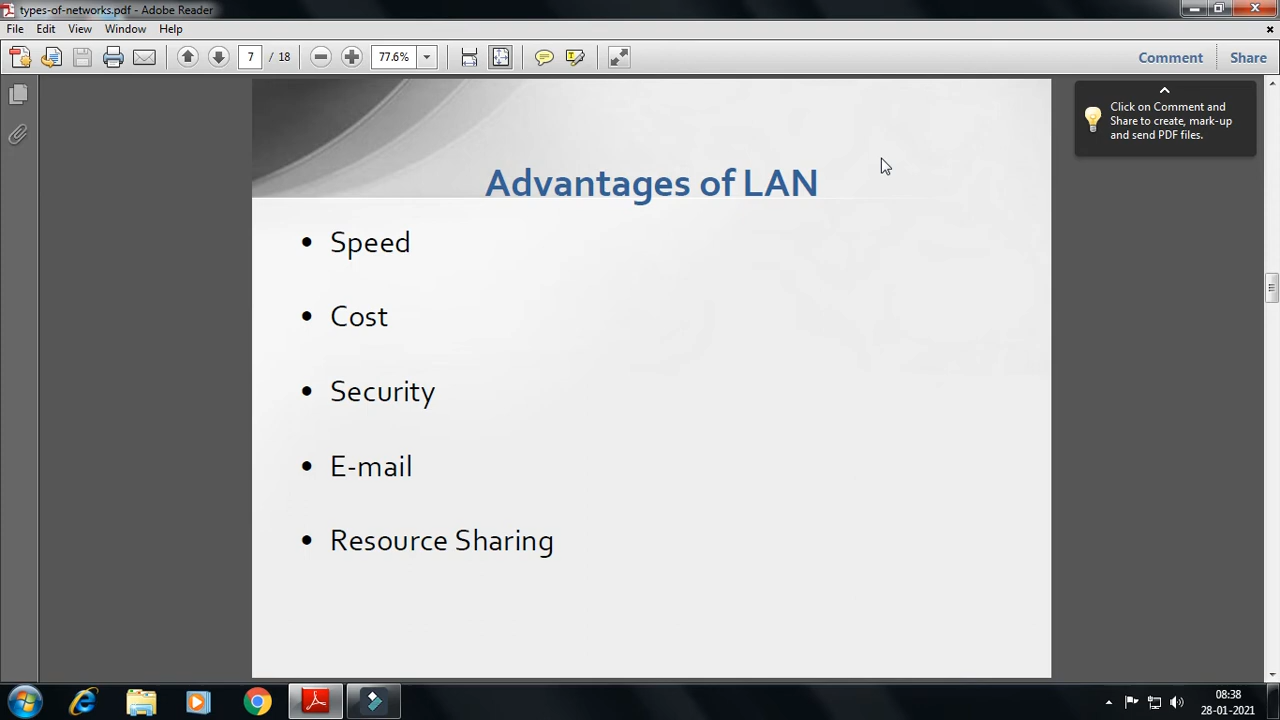 types-of-networks.pdf - Adobe Reader
File Edit View Window Help
7 / 18 77.6% Comment Share
Click on Comment and
Share to create, mark-up
and send PDF files.
Advantages of LAN
• Speed
• Cost
• Security
• E-mail
• Resource Sharing
08:38
28-01-2021